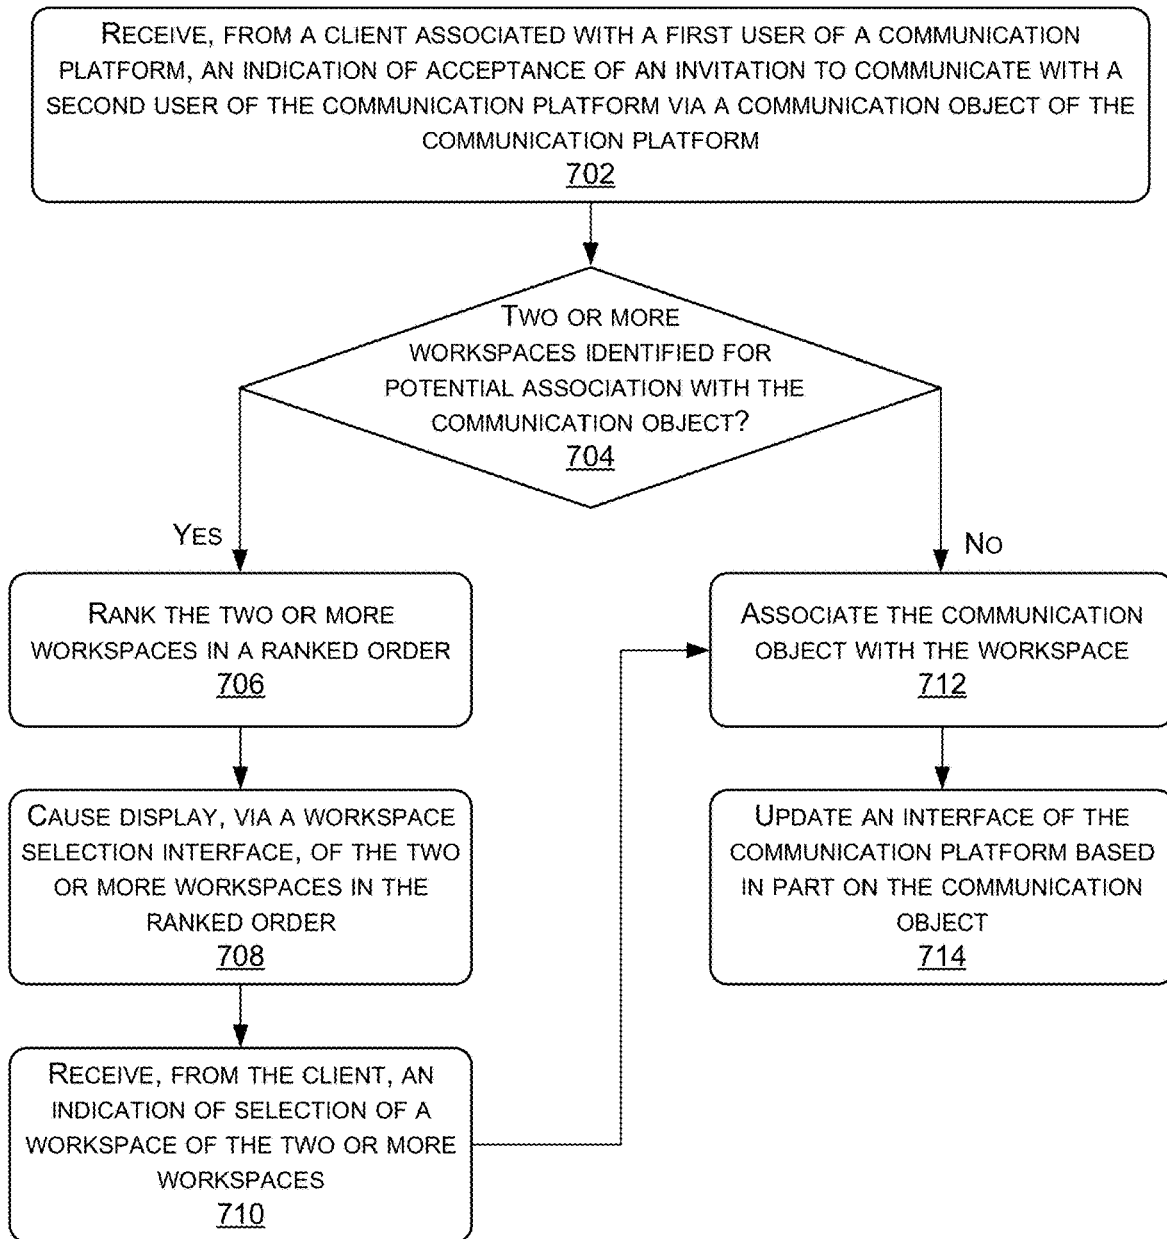 RECEIVE, FROM A CLIENT ASSOCIATED WITH A FIRST USER OF A COMMUNICATION
PLATFORM, AN INDICATION OF ACCEPTANCE OF AN INVITATION TO COMMUNICATE WITH A
SECOND USER OF THE COMMUNICATION PLATFORM VIA A COMMUNICATION OBJECT OF THE
COMMUNICATION PLATFORM
702
TWO OR MORE
WORKSPACES IDENTIFIED FOR
POTENTIAL ASSOCIATION WITH THE
COMMUNICATION OBJECT?
704
YES
NO
RANK THE TWO OR MORE
WORKSPACES IN A RANKED ORDER
706
CAUSE DISPLAY, VIA A WORKSPACE
SELECTION INTERFACE, OF THE TWO
OR MORE WORKSPACES IN THE
RANKED ORDER
708
RECEIVE, FROM THE CLIENT, AN
INDICATION OF SELECTION OF A
WORKSPACE OF THE TWO OR MORE
WORKSPACES
710
ASSOCIATE THE COMMUNICATION
OBJECT WITH THE WORKSPACE
712
UPDATE AN INTERFACE OF THE
COMMUNICATION PLATFORM BASED
IN PART ON THE COMMUNICATION
OBJECT
714